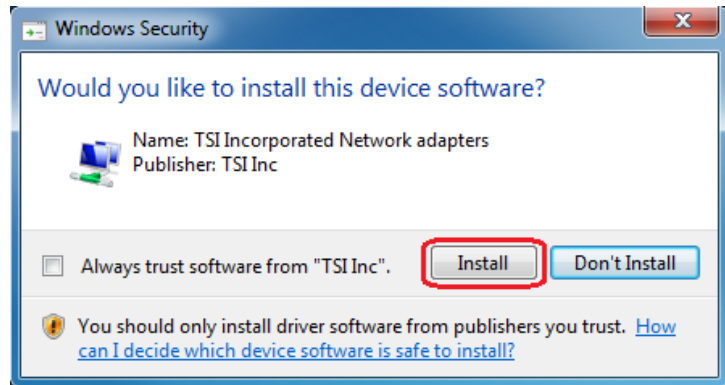 Windows Security
Would you like to install this device software?
Name: TSI Incorporated Network adapters
Publisher: TSI Inc
Always trust software from "TSI Inc".
Install
Don't Install
You should only install driver software from publishers you trust. How
can I decide which device software is safe to install?